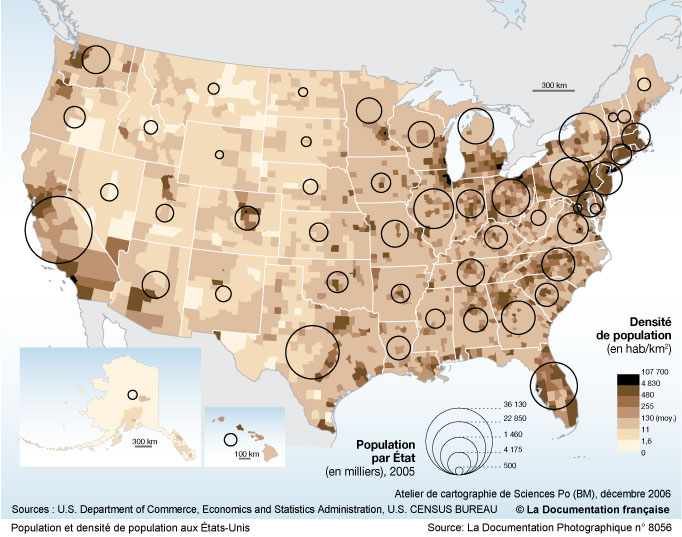 300 km
Densité
de population
(en hab/km²)
107 700
4 830
480
255
130 (moy.)
11
1,6
0
36 130
22 850
1 460
4 175
500
Population
par État
(en milliers), 2005
300 km
100 km
Atelier de cartographie de Sciences Po (BM), décembre 2006
Sources : U.S. Department of Commerce, Economics and Statistics Administration, U.S. CENSUS BUREAU
© La Documentation française
Population et densité de population aux États-Unis
Source: La Documentation Photographique n° 8056